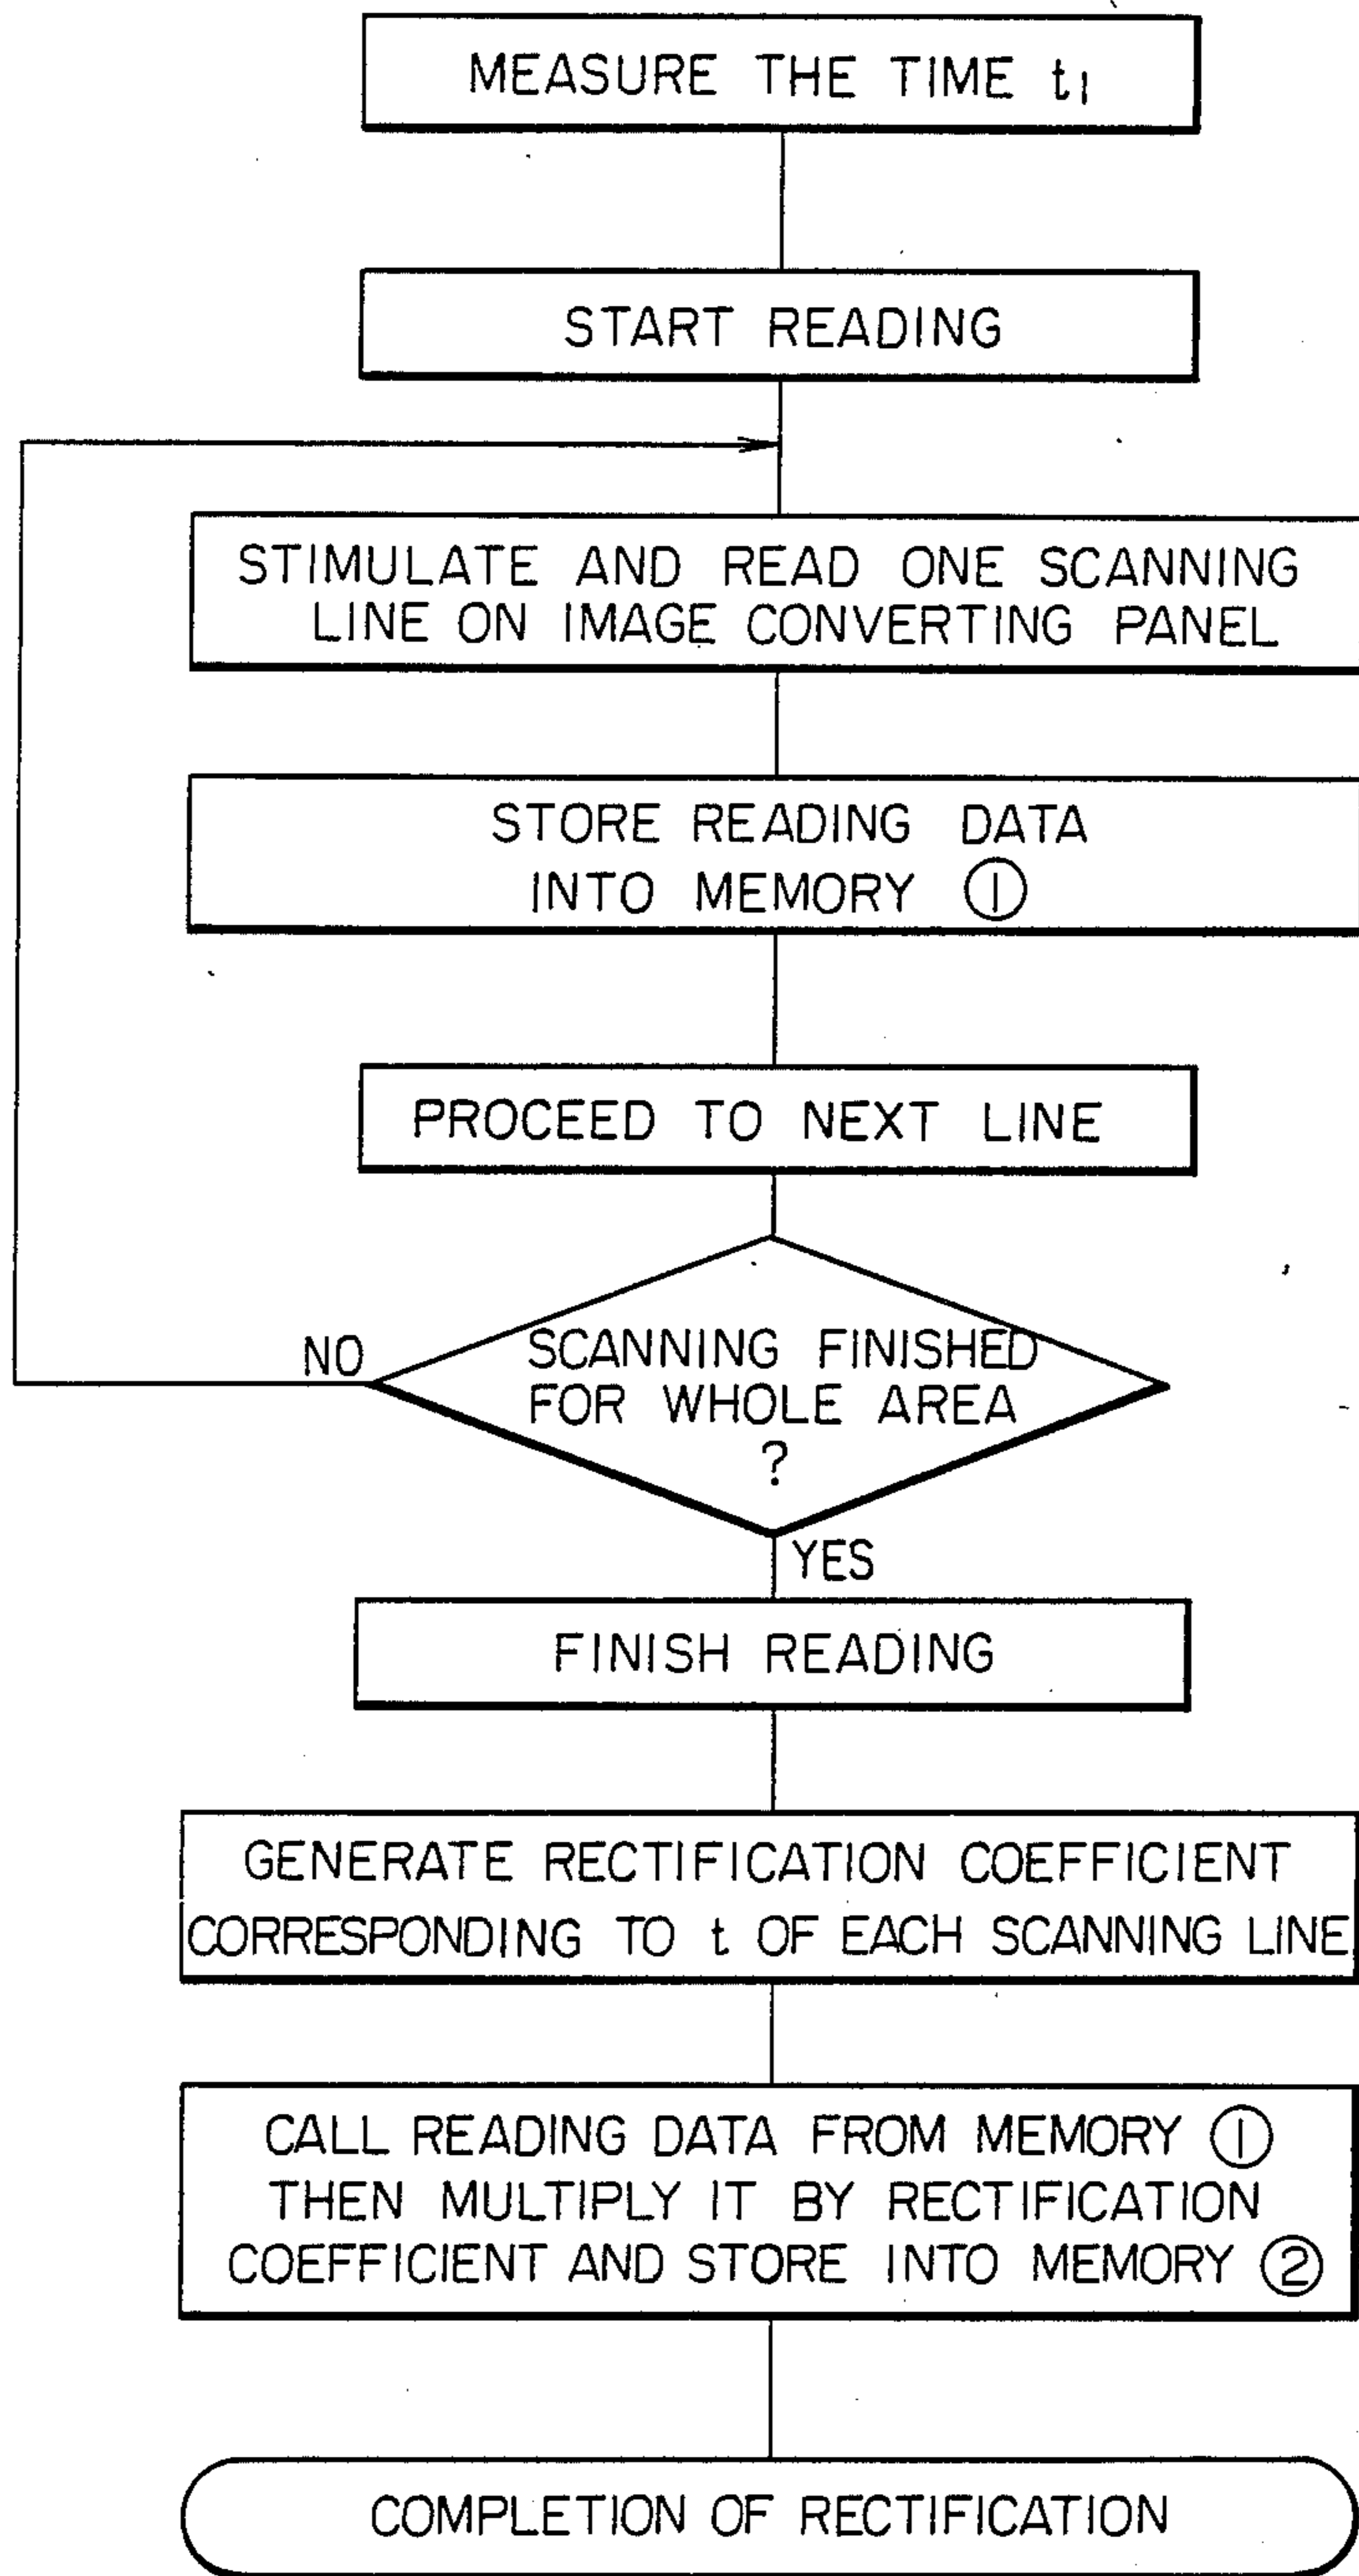 MEASURE THE TIME t₁
START READING
STIMULATE AND READ ONE SCANNING
LINE ON IMAGE CONVERTING PANEL
STORE READING DATA
INTO MEMORY ①
PROCEED TO NEXT LINE
NO
SCANNING FINISHED
FOR WHOLE AREA
?
YES
FINISH READING
GENERATE RECTIFICATION COEFFICIENT
CORRESPONDING TO t OF EACH SCANNING LINE
CALL READING DATA FROM MEMORY ①
THEN MULTIPLY IT BY RECTIFICATION
COEFFICIENT AND STORE INTO MEMORY ②
COMPLETION OF RECTIFICATION